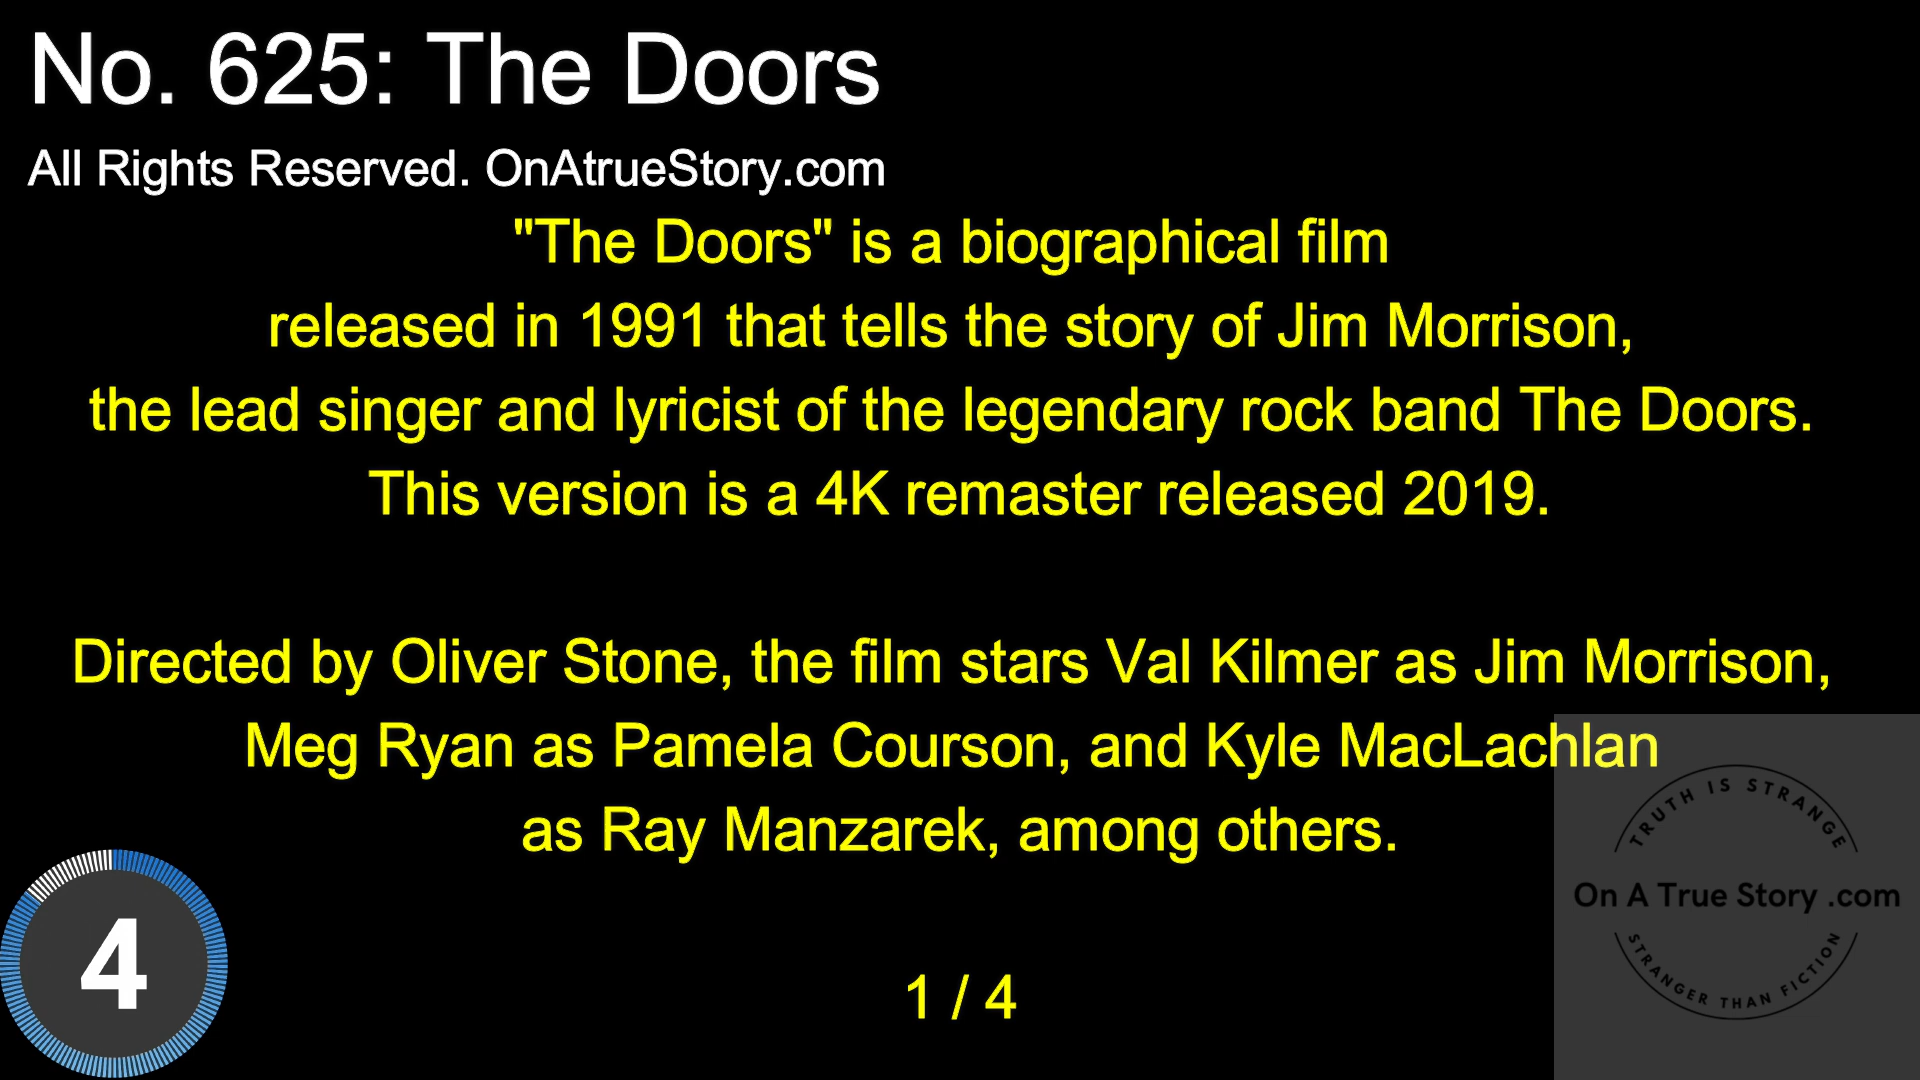 No. 625: The Doors
All Rights Reserved. OnAtrueStory.com
"The Doors" is a biographical film
released in 1991 that tells the story of Jim Morrison,
the lead singer and lyricist of the legendary rock band The Doors.
This version is a 4K remaster released 2019.
Directed by Oliver Stone, the film stars Val Kilmer as Jim Morrison,
Meg Ryan as Pamela Courson, and Kyle MacLachlan
as Ray Manzarek, among others.
TRUTH IS STRANGE
On A True Story .com
STRANGER THAN FICTION
4
1 / 4